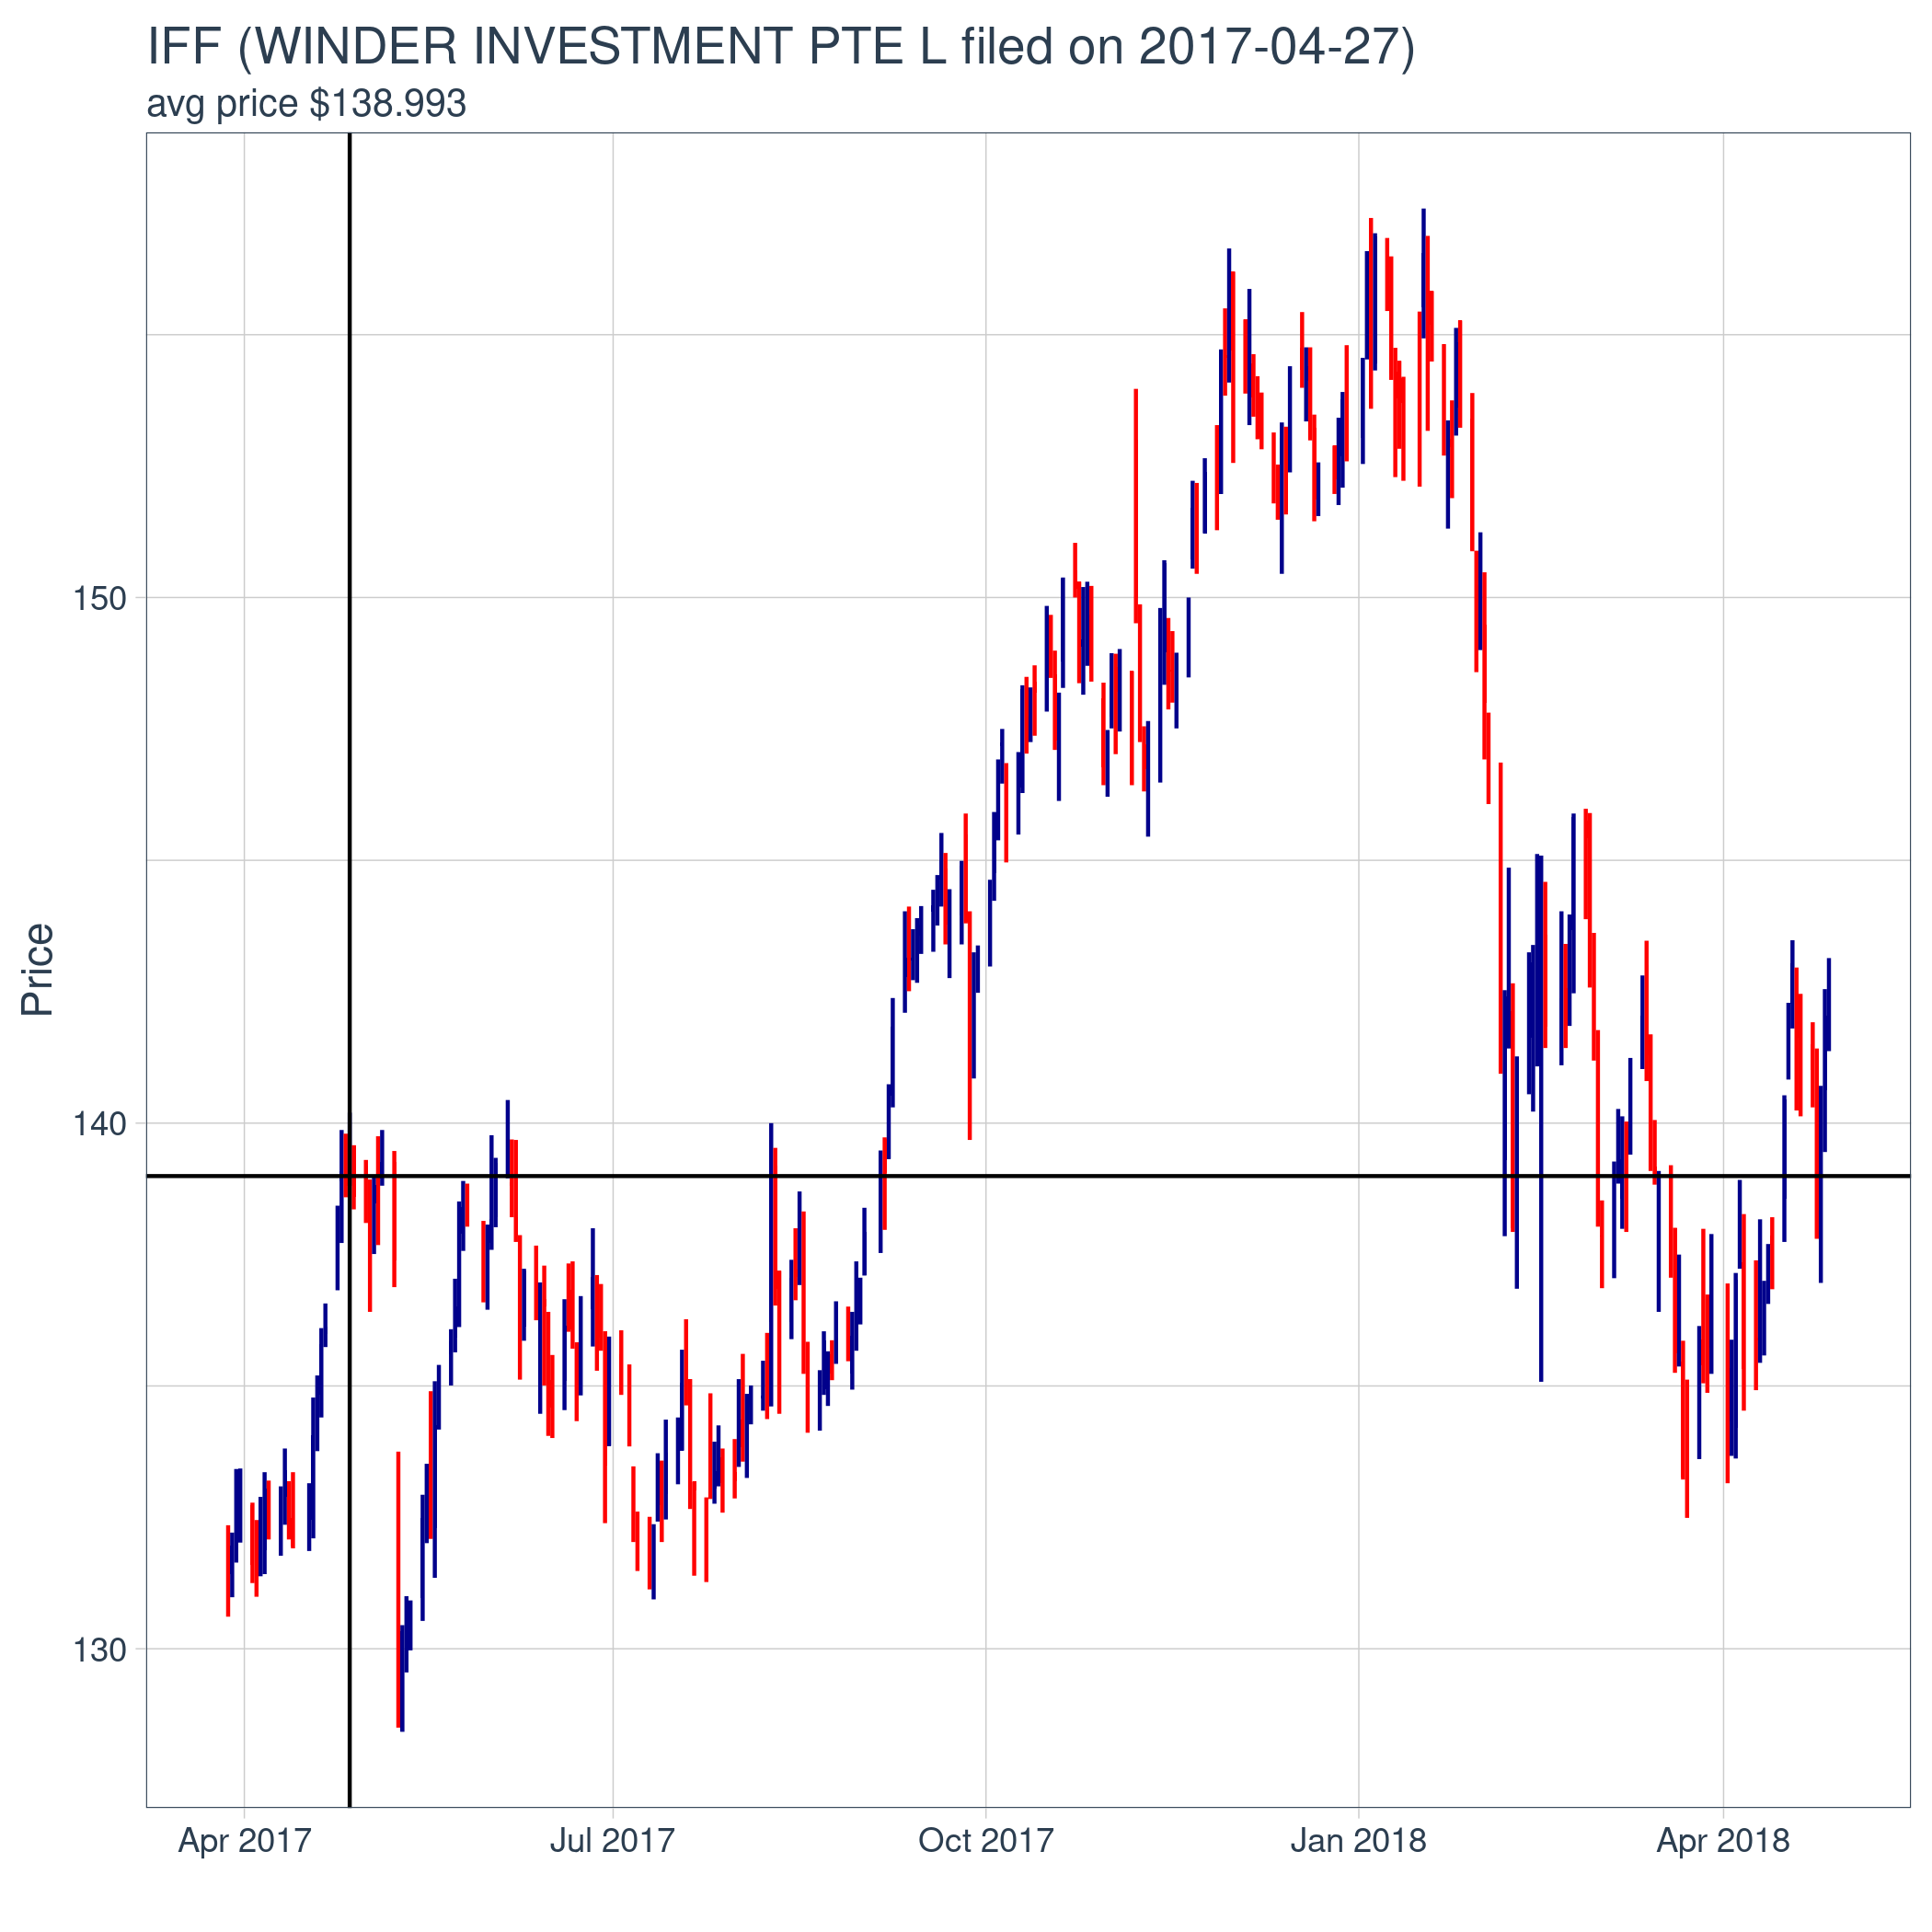 IFF (WINDER INVESTMENT PTE L filed on 2017-04-27)
avg price $138.993
Price
150
140
130
Apr 2017
Jul 2017
Oct 2017
Jan 2018
Apr 2018